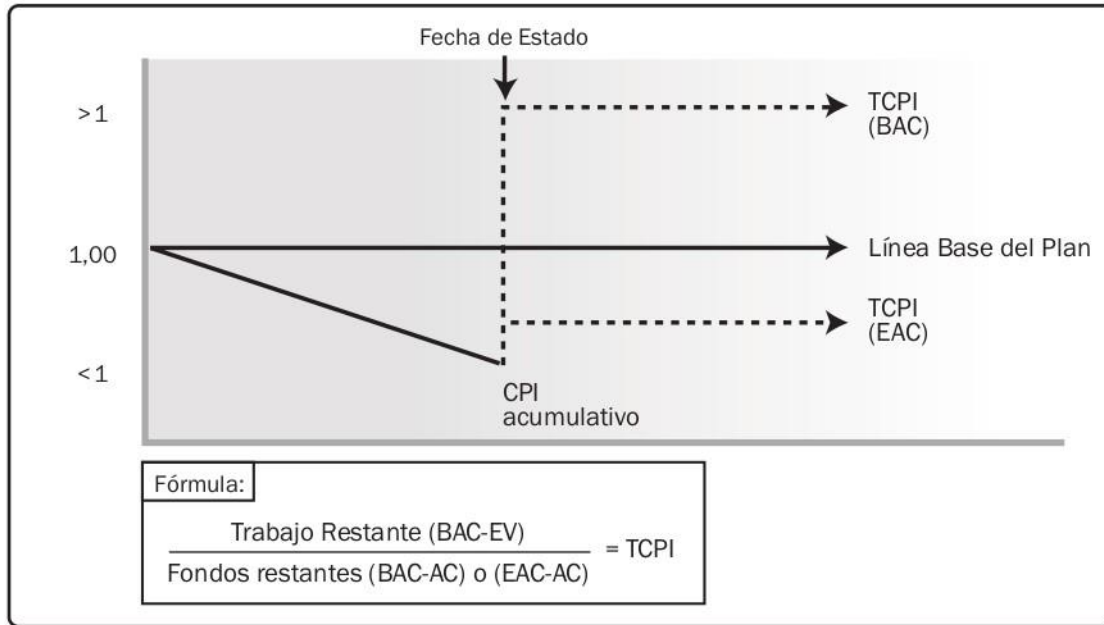 Fecha de Estado
>1
TCPI
(BAC)
1,00
Línea Base del Plan
TCPI
(EAC)
<1
CPI
acumulativo
Fórmula:
Trabajo Restante (BAC-EV)
= TCPI
Fondos restantes (BAC-AC) o (EAC-AC)